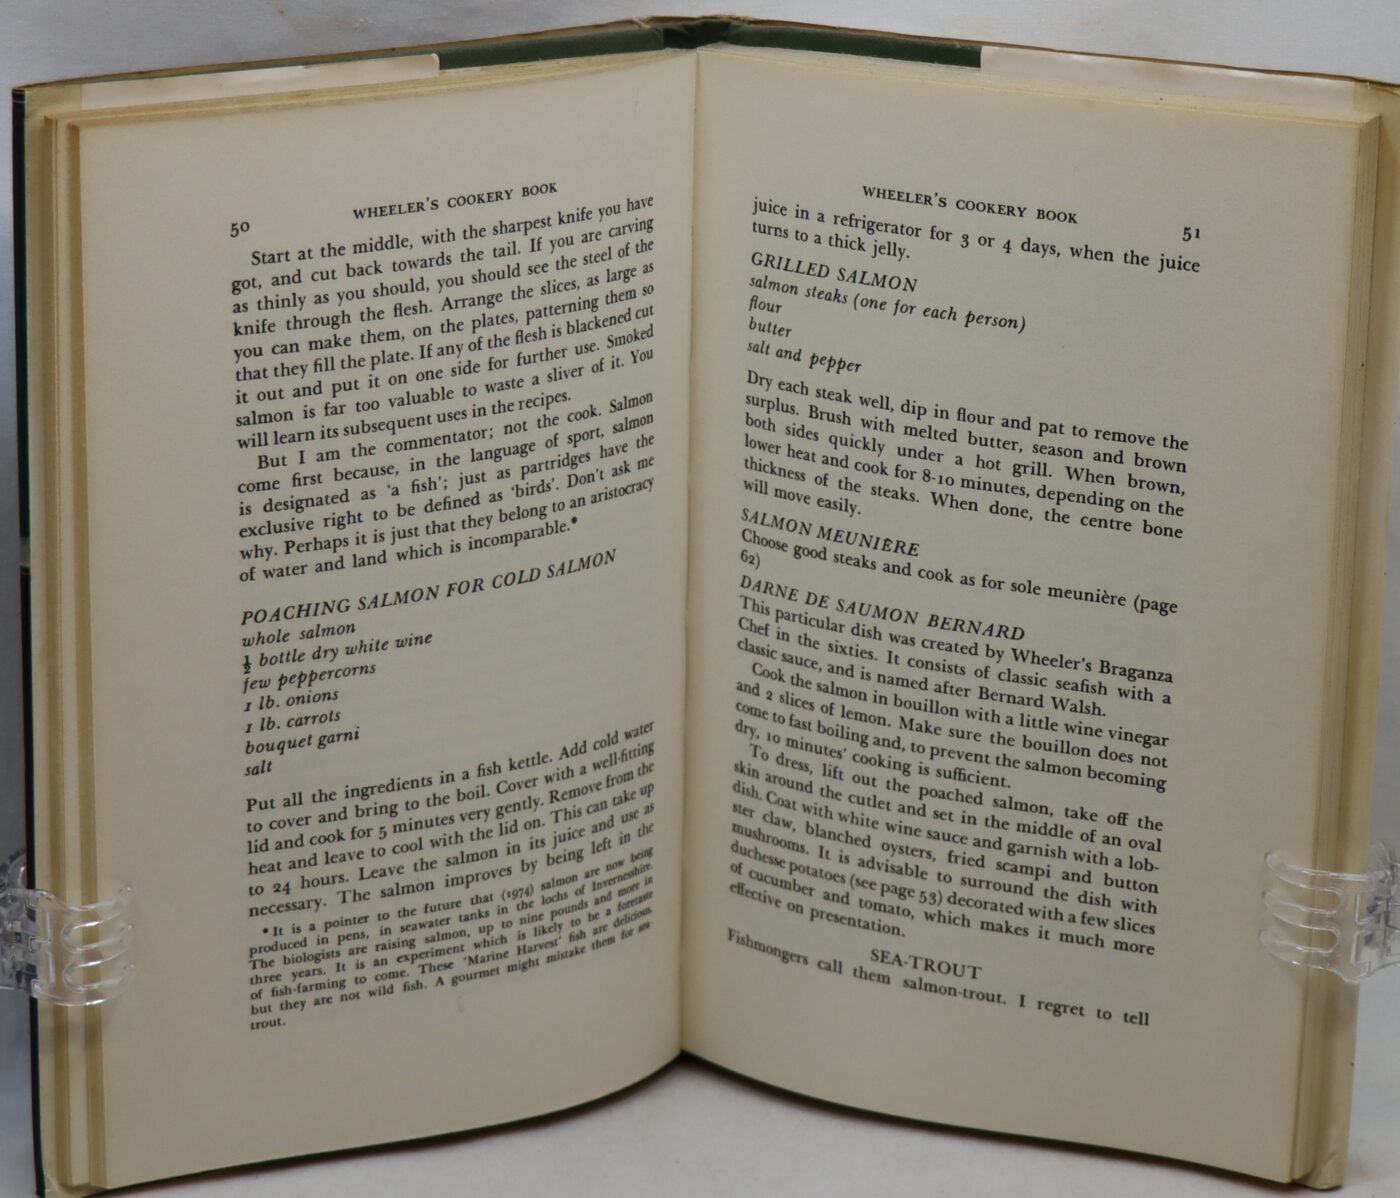 50
WHEELER'S COOKERY BOOK
Start at the middle, with the sharpest knife you have
got, and cut back towards the tail. If you are carving
as thinly as you should, you should see the steel of the
knife through the flesh. Arrange the slices, as large as
you can make them, on the plates, patterning them so
that they fill the plate. If any of the flesh is blackened cut
it out and put it on one side for further use. Smoked
salmon is far too valuable to waste a sliver of it. You
will learn its subsequent uses in the recipes.
But I am the commentator; not the cook. Salmon
come first because, in the language of sport, salmon
is designated as 'a fish'; just as partridges have the
exclusive right to be defined as 'birds'. Don't ask me
why. Perhaps it is just that they belong to an aristocracy
of water and land which is incomparable.*
POACHING SALMON FOR COLD SALMON
whole salmon
½ bottle dry white wine
few peppercorns
1 lb. onions
1 lb. carrots
bouquet garni
salt
Put all the ingredients in a fish kettle. Add cold water
to cover and bring to the boil. Cover with a well-fitting
lid and cook for 5 minutes very gently. Remove from the
heat and leave to cool with the lid on. This can take up
to 24 hours. Leave the salmon in its juice and use as
necessary. The salmon improves by being left in the
* It is a pointer to the future that (1974) salmon are now being
produced in pens, in seawater tanks in the lochs of Invernesshire.
The biologists are raising salmon, up to nine pounds and more in
three years. It is an experiment which is likely to be a foretaste
of fish-farming to come. These 'Marine Harvest' fish are delicious,
but they are not wild fish. A gourmet might mistake them for sea-
trout.
WHEELER'S COOKERY BOOK
51
juice in a refrigerator for 3 or 4 days, when the juice
turns to a thick jelly.
GRILLED SALMON
salmon steaks (one for each person)
flour
butter
salt and pepper
Dry each steak well, dip in flour and pat to remove the
surplus. Brush with melted butter, season and brown
both sides quickly under a hot grill. When brown,
lower heat and cook for 8-10 minutes, depending on the
thickness of the steaks. When done, the centre bone
will move easily.
SALMON MEUNIÈRE
Choose good steaks and cook as for sole meunière (page
62)
DARNE DE SAUMON BERNARD
This particular dish was created by Wheeler's Braganza
Chef in the sixties. It consists of classic seafish with a
classic sauce, and is named after Bernard Walsh.
Cook the salmon in bouillon with a little wine vinegar
and 2 slices of lemon. Make sure the bouillon does not
come to fast boiling and, to prevent the salmon becoming
dry, 10 minutes' cooking is sufficient.
To dress, lift out the poached salmon, take off the
skin around the cutlet and set in the middle of an oval
dish. Coat with white wine sauce and garnish with a lob-
ster claw, blanched oysters, fried scampi and button
mushrooms. It is advisable to surround the dish with
duchesse potatoes (see page 53) decorated with a few slices
of cucumber and tomato, which makes it much more
effective on presentation.
SEA-TROUT
Fishmongers call them salmon-trout. I regret to tell